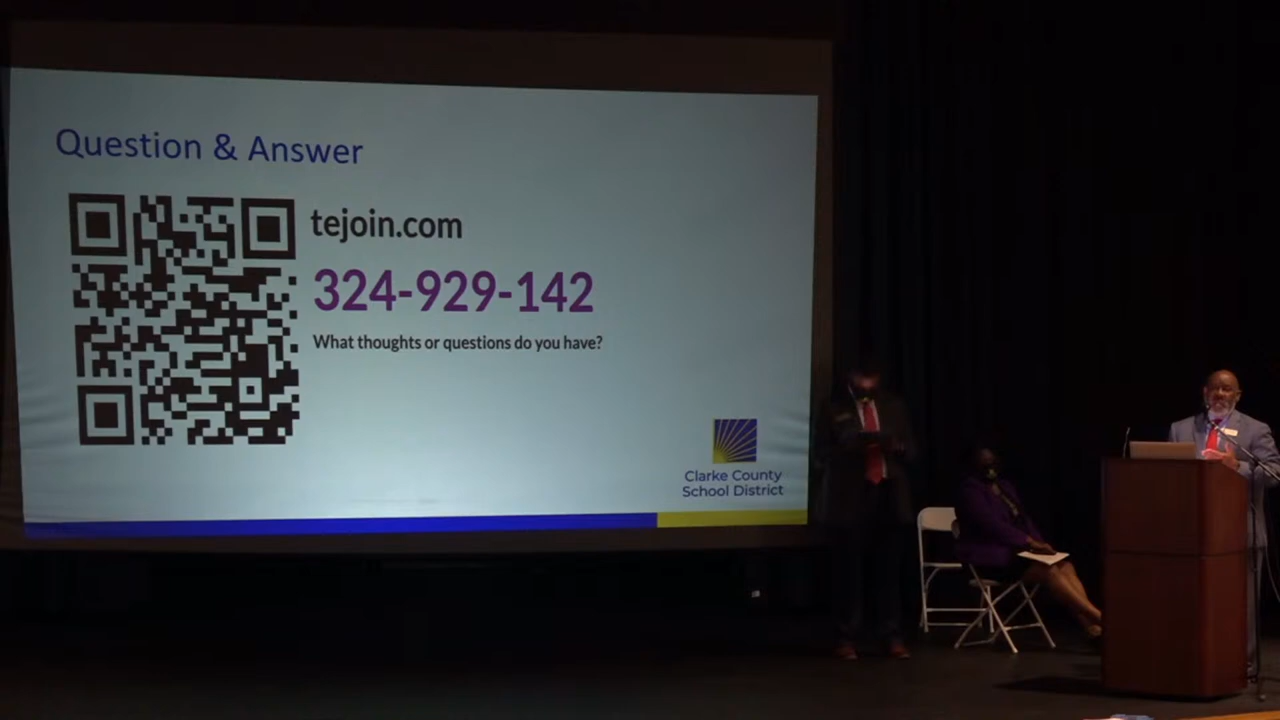 Question & Answer
tejoin.com
324-929-142
What thoughts or questions do you have?
Clarke County
School District